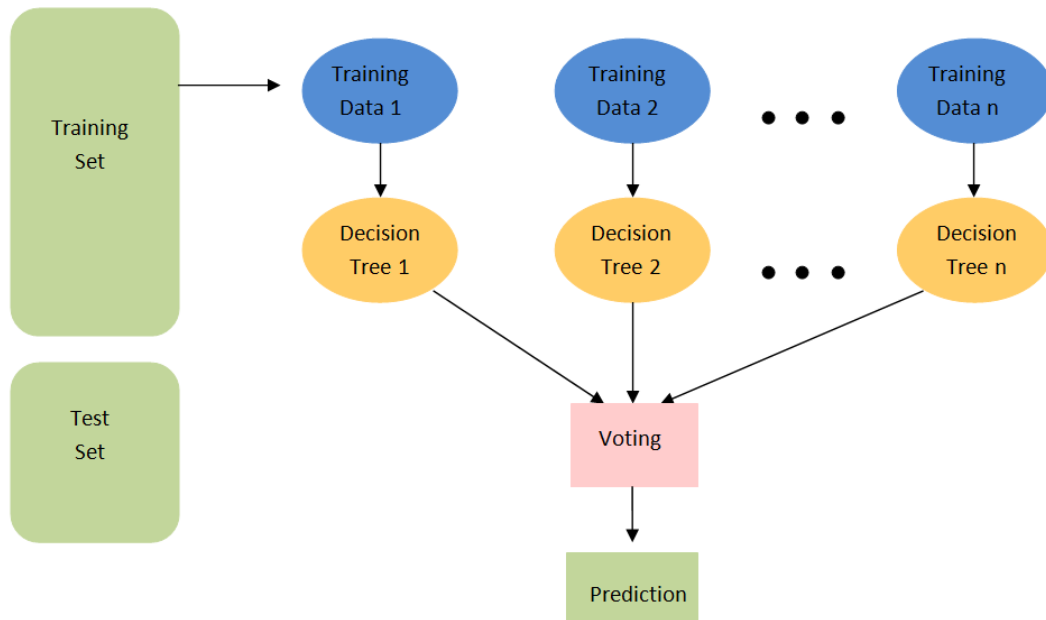 Training
Set
Training
Data 1
Training
Data 2
Training
Data n
Decision
Tree 1
Decision
Tree 2
Decision
Tree n
Test
Set
Voting
Prediction